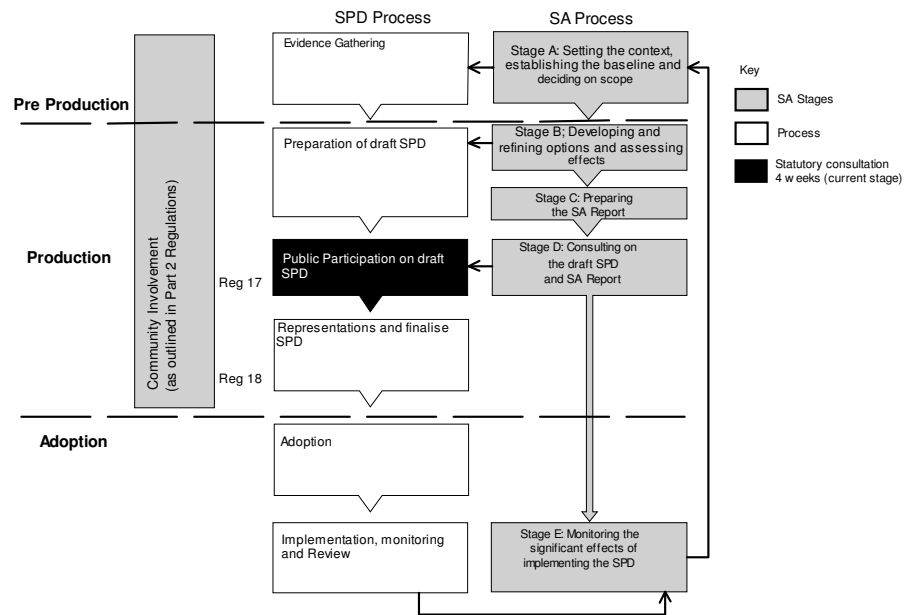 SPD Process
SA Process
Evidence Gathering
Stage A: Setting the context,
establishing the baseline and
deciding on scope
Key
SA Stages
Process
Statutory consultation
4 weeks (current stage)
Pre Production
Preparation of draft SPD
Stage B; Developing and
refining options and assessing
effects
Stage C: Preparing
the SA Report
Production
Community Involvement
(as outlined in Part 2 Regulations)
Reg 17
Public Participation on draft
SPD
Stage D: Consulting on
the draft SPD
and SA Report
Representations and finalise
SPD
Reg 18
Adoption
Adoption
Implementation, monitoring
and Review
Stage E: Monitoring the
significant effects of
implementing the SPD